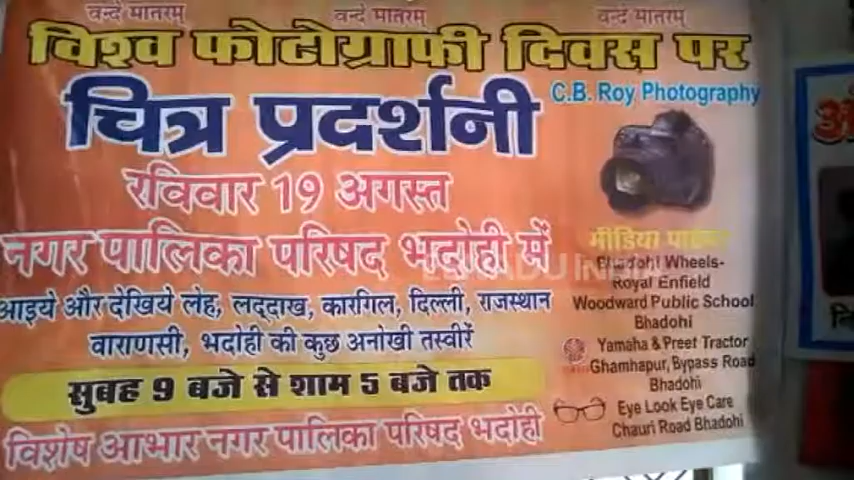 वन्दे मातरम् वन्दे मातरम् वन्दे मातरम्
विश्व फोटोग्राफी दिवस पर
चित्र प्रदर्शनी
C.B. Roy Photography
रविवार 19 अगस्त
नगर पालिका परिषद भदोही में
आइये और देखिये लेह, लद्दाख, कारगिल, दिल्ली, राजस्थान
वाराणसी, भदोही की कुछ अनोखी तस्वीरें
सुबह 9 बजे से शाम 5 बजे तक
विशेष आभार नगर पालिका परिषद भदोही
मीडिया
Bhadohi Wheels-
Royal Enfield
Woodward Public School
Bhadohi
Yamaha & Preet Tractor
Ghamhapur, Bypass Road
Bhadohi
Eye Look Eye Care
Chauri Road Bhadohi